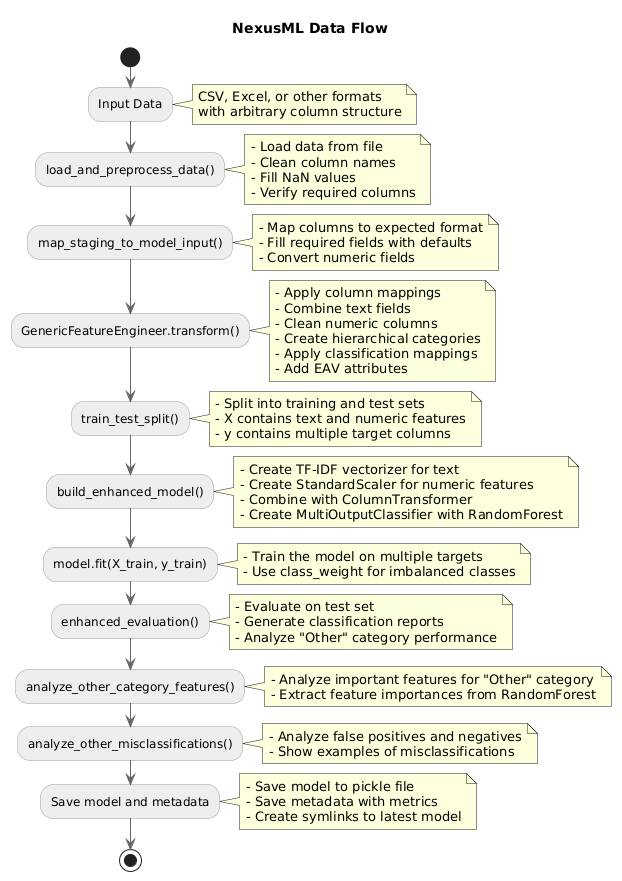 NexusML Data Flow
Input Data
CSV, Excel, or other formats
with arbitrary column structure
load_and_preprocess_data()
- Load data from file
- Clean column names
- Fill NaN values
- Verify required columns
map_staging_to_model_input()
- Map columns to expected format
- Fill required fields with defaults
- Convert numeric fields
GenericFeatureEngineer.transform()
- Apply column mappings
- Combine text fields
- Clean numeric columns
- Create hierarchical categories
- Apply classification mappings
- Add EAV attributes
train_test_split()
- Split into training and test sets
- X contains text and numeric features
- y contains multiple target columns
build_enhanced_model()
- Create TF-IDF vectorizer for text
- Create StandardScaler for numeric features
- Combine with ColumnTransformer
- Create MultiOutputClassifier with RandomForest
model.fit(X_train, y_train)
- Train the model on multiple targets
- Use class_weight for imbalanced classes
enhanced_evaluation()
- Evaluate on test set
- Generate classification reports
- Analyze "Other" category performance
analyze_other_category_features()
- Analyze important features for "Other" category
- Extract feature importances from RandomForest
analyze_other_misclassifications()
- Analyze false positives and negatives
- Show examples of misclassifications
Save model and metadata
- Save model to pickle file
- Save metadata with metrics
- Create symlinks to latest model